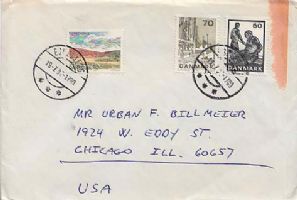 70
DANMARK
80
DANMARK
MR URBAN F. BILLMEIER
1924 W. EDDY ST.
CHICAGO ILL. 60657
USA